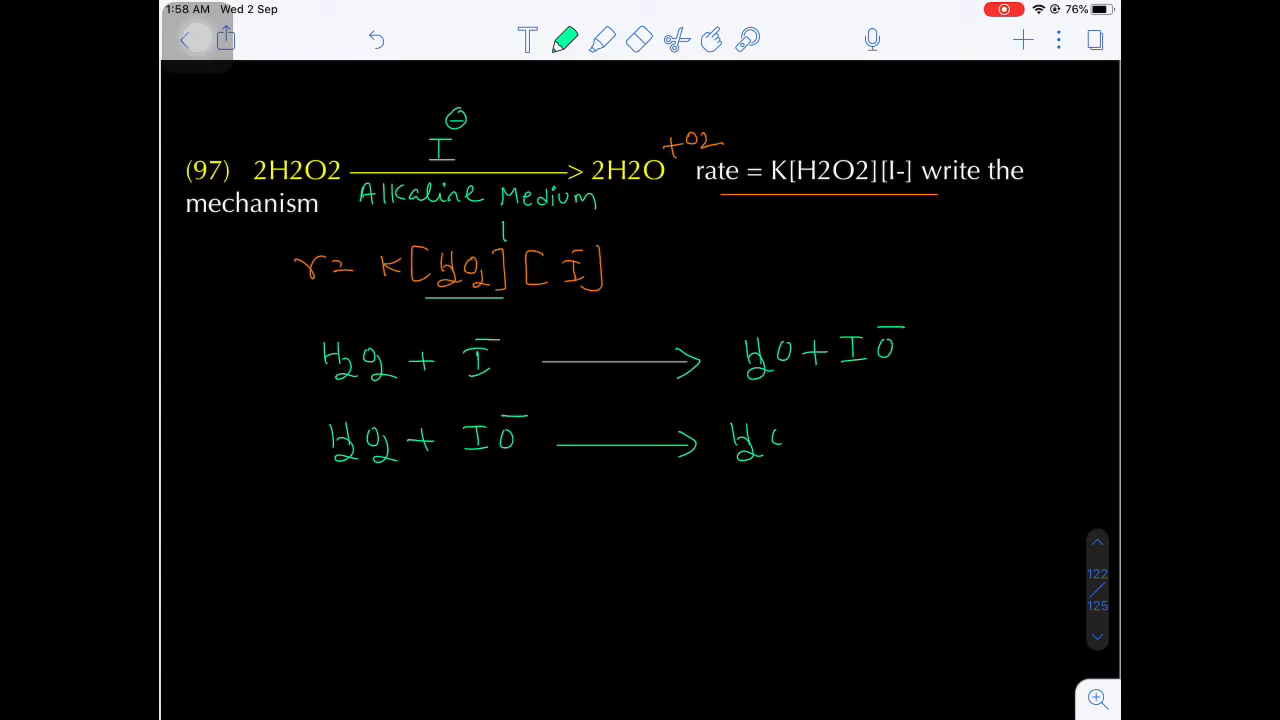 1:58 AM Wed 2 Sep
76%
I⊖
+O2
(97) 2H2O2 ————> 2H2O rate = K[H2O2][I-] write the
Alkaline Medium
mechanism
r = K[H2O2] [I̅]
H2O2 + I̅ ⟶ H2O + IO̅
H2O2 + IO̅ ⟶ H2
122
/
125